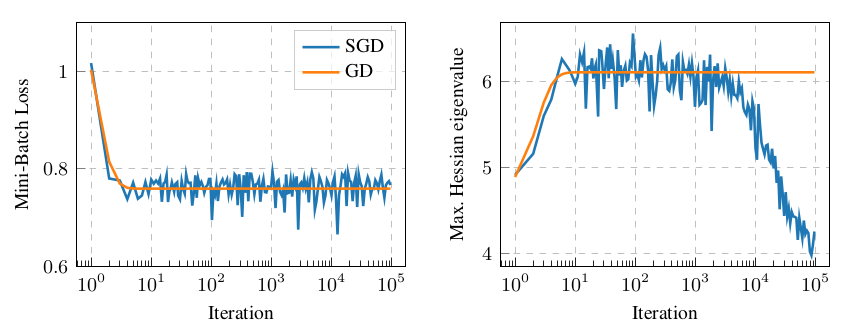 SGD
GD
Mini-Batch Loss
1
0.8
0.6
10^0 10^1 10^2 10^3 10^4 10^5
Iteration
Max. Hessian eigenvalue
6
5
4
10^0 10^1 10^2 10^3 10^4 10^5
Iteration